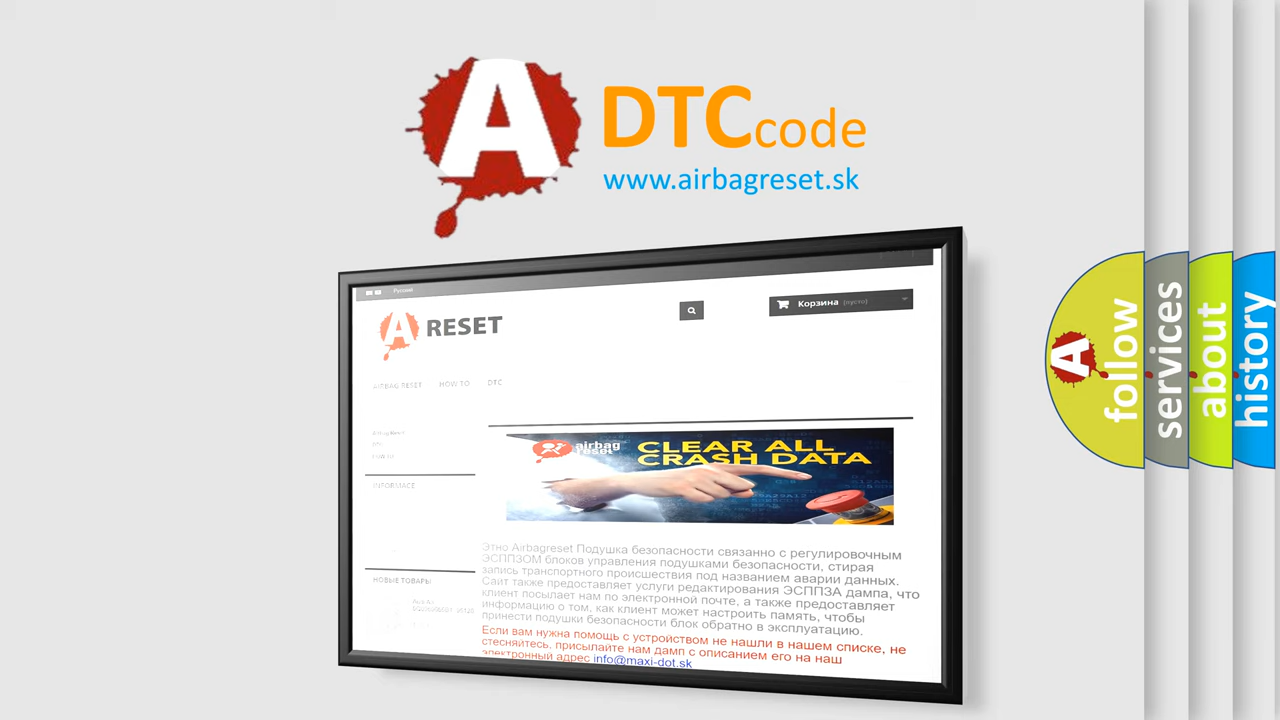 A
DTCcode
www.airbagreset.sk
Русский
A RESET
Корзина (пусто)
AIRBAG RESET
HOW TO
DTC
INFORMACE
НОВЫЕ ТОВАРЫ
airbag
reset
CLEAR ALL
CRASH DATA
Этно Airbagreset Подушка безопасности связанно с регулировочным
ЭСППЗОМ блоков управления подушками безопасности, стирая
запись транспортного происшествия под названием аварии данных.
Сайт также предоставляет услуги редактирования ЭСППЗА дампа, что
клиент посылает нам по электронной почте, а также предоставляет
информацию о том, как клиент может настроить память, чтобы
принести подушки безопасности блок обратно в эксплуатацию.
Если вам нужна помощь с устройством не нашли в нашем списке, не
стесняйтесь, присылайте нам дамп с описанием его на наш
электронный адрес info@maxi-dot.sk
A
follow
services
about
history